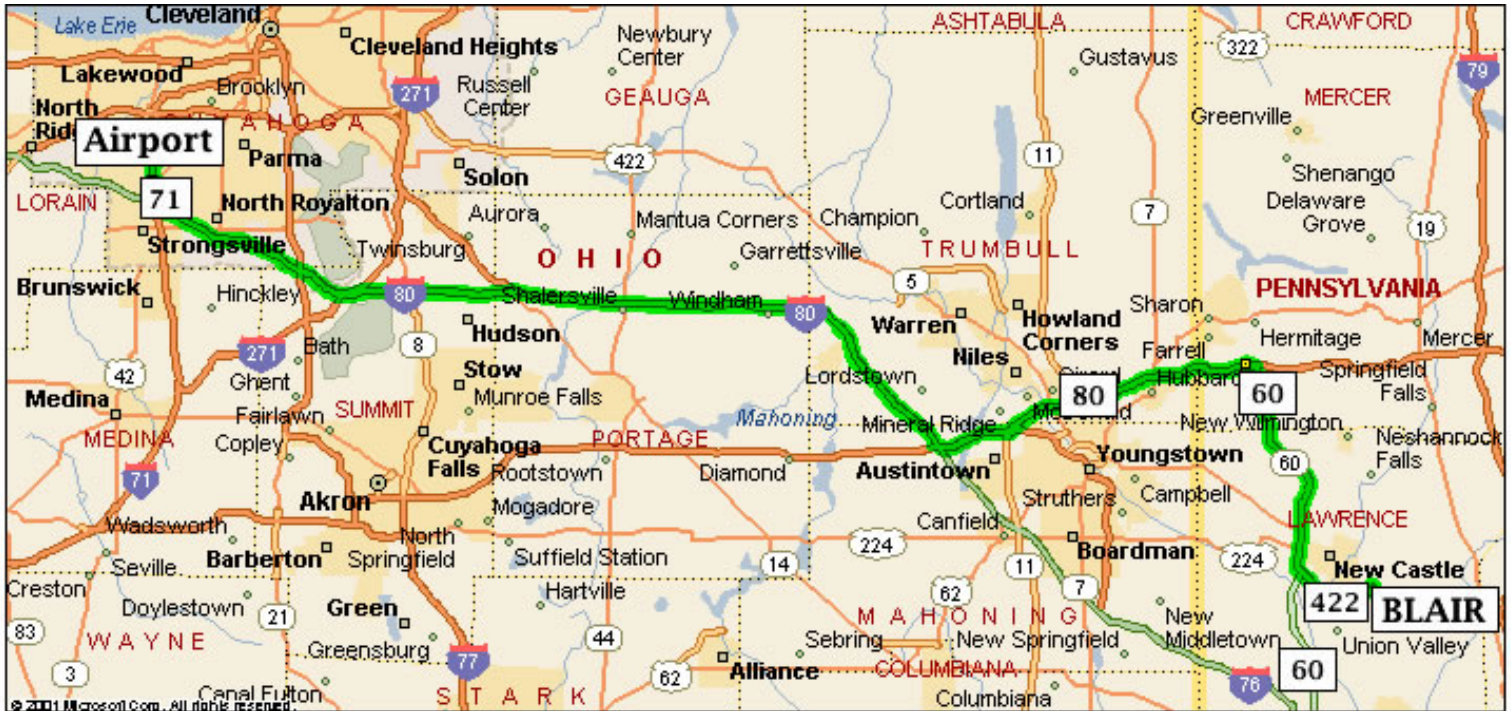 Lake Erie
Cleveland
Cleveland Heights
Newbury
Center
ASHTABULA
CRAWFORD
322
Gustavus
79
Lakewood
Brooklyn
271
Russell
Center
GEAUGA
MERCER
Greenville
North
Airport
Parma
Solon
422
11
Shenango
Delaware
Grove
LORAIN
71
North Royalton
Strongsville
Twinsburg
Aurora
Mantua Corners
Champion
Cortland
7
19
OHIO
Garrettsville
TRUMBULL
Brunswick
Hinckley
80
Shalersville
Windham
80
5
Warren
Howland
Corners
Sharon
PENNSYLVANIA
Hermitage
Mercer
Hudson
271
Bath
8
Niles
Farrell
Hubbard
Springfield
Falls
42
Ghent
Stow
Munroe Falls
Lordstown
80
60
Medina
Fairlawn
SUMMIT
Mahoning
Mineral Ridge
New Wilmington
MEDINA
Copley
Cuyahoga
Falls
PORTAGE
Rootstown
Diamond
Austintown
Youngstown
60
Neshannock
Falls
71
Akron
Mogadore
Struthers
Campbell
Wadsworth
North
Canfield
LAWRENCE
Barberton
Springfield
Suffield Station
14
224
Boardman
224
New Castle
Seville
Creston
Doylestown
21
Green
Hartville
62
11
7
422
BLAIR
83
WAYNE
Greensburg
77
44
MAHONING
Sebring
New Springfield
New
Middletown
Union Valley
3
Canal Fulton
STARK
62
Alliance
COLUMBIANA
Columbiana
76
60
© 2001 Microsoft Corp. All rights reserved.